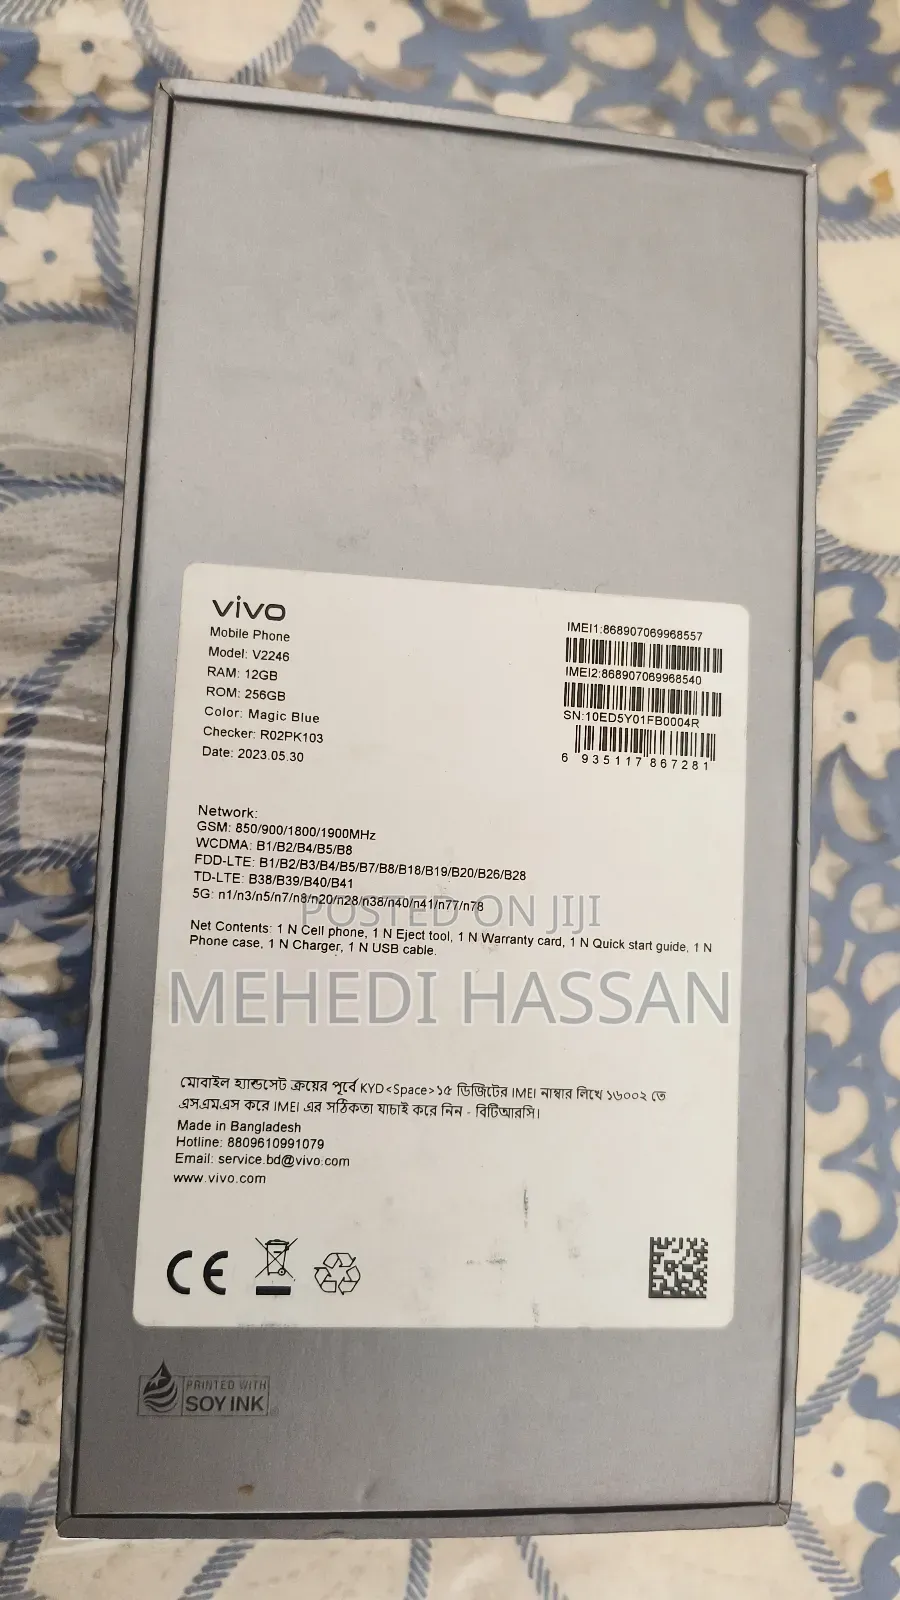 vivo
Mobile Phone
Model: V2246
RAM: 12GB
ROM: 256GB
Color: Magic Blue
Checker: R02PK103
Date: 2023.05.30
IMEI1:868907069968557
IMEI2:868907069968540
SN:10ED5Y01FB0004R
6 935117 867281
Network:
GSM: 850/900/1800/1900MHz
WCDMA: B1/B2/B4/B5/B8
FDD-LTE: B1/B2/B3/B4/B5/B7/B8/B18/B19/B20/B26/B28
TD-LTE: B38/B39/B40/B41
5G: n1/n3/n5/n7/n8/n20/n28/n38/n40/n41/n77/n78
POSTED ON JIJI
Net Contents: 1 N Cell phone, 1 N Eject tool, 1 N Warranty card, 1 N Quick start guide, 1 N
Phone case, 1 N Charger, 1 N USB cable.
MEHEDI HASSAN
মোবাইল হ্যান্ডসেট ক্রয়ের পূর্বে KYD<Space>১৫ ডিজিটের IMEI নাম্বার লিখে ১৬০০২ তে
এসএমএস করে IMEI এর সঠিকতা যাচাই করে নিন - বিটিআরসি।
Made in Bangladesh
Hotline: 8809610991079
Email: service.bd@vivo.com
www.vivo.com
CE
PRINTED WITH
SOY INK